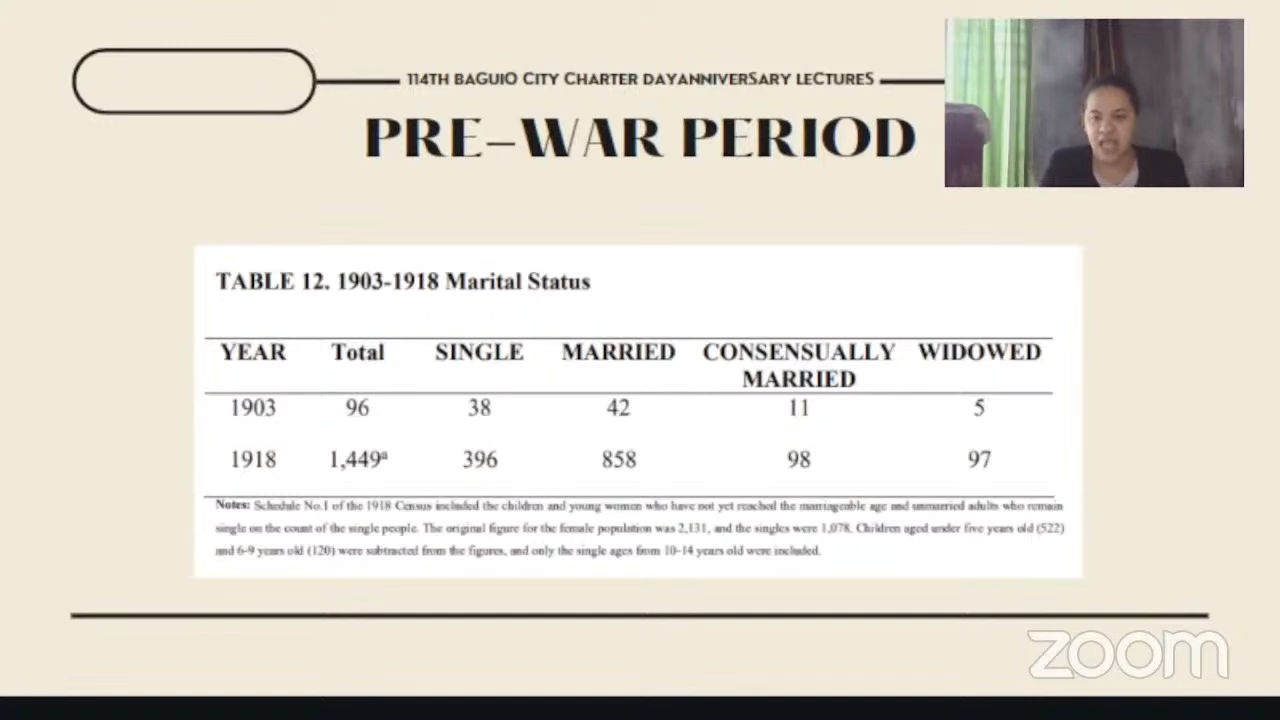 114TH BAGUIO CITY CHARTER DAYANNIVERSARY LECTURES
PRE–WAR PERIOD
TABLE 12. 1903-1918 Marital Status
YEAR Total SINGLE MARRIED CONSENSUALLY MARRIED WIDOWED
1903 96 38 42 11 5
1918 1,449ª 396 858 98 97
Notes: Schedule No.1 of the 1918 Census included the children and young women who have not yet reached the marriageable age and unmarried adults who remain
single on the count of the single people. The original figure for the female population was 2,131, and the singles were 1,078. Children aged under five years old (522)
and 6-9 years old (120) were subtracted from the figures, and only the single ages from 10-14 years old were included.
zoom